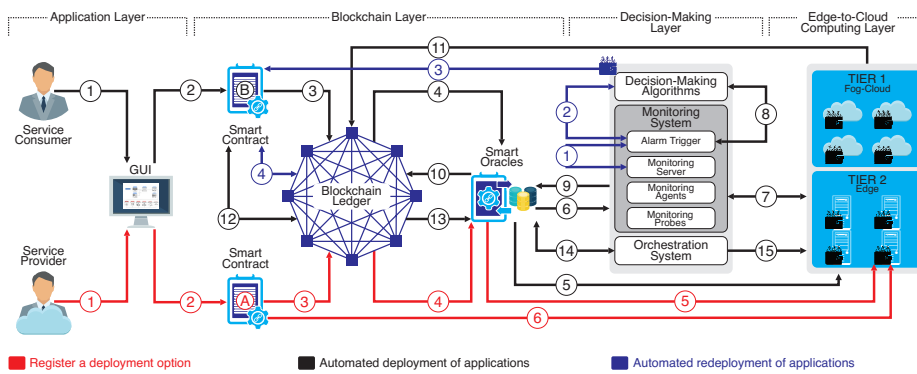 Application Layer
Blockchain Layer
Decision-Making
Layer
Edge-to-Cloud
Computing Layer
Service
Consumer
1
2
GUI
B
Smart
Contract
3
11
3
4
Blockchain
Ledger
4
12
10
13
Smart
Oracles
Decision-Making
Algorithms
Monitoring
System
Alarm Trigger
Monitoring
Server
Monitoring
Agents
Monitoring
Probes
Orchestration
System
2
1
8
9
6
7
14
15
5
TIER 1
Fog-Cloud
TIER 2
Edge
Service
Provider
1
2
Smart
Contract
A
3
4
5
6
Register a deployment option
Automated deployment of applications
Automated redeployment of applications